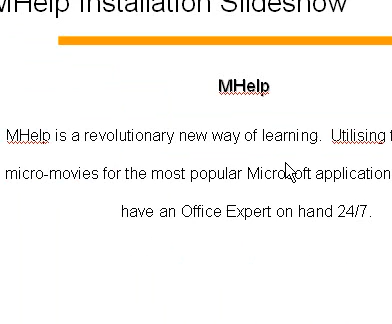 MHelp Installation Slideshow
MHelp
MHelp is a revolutionary new way of learning. Utilising
micro-movies for the most popular Microsoft application
have an Office Expert on hand 24/7.